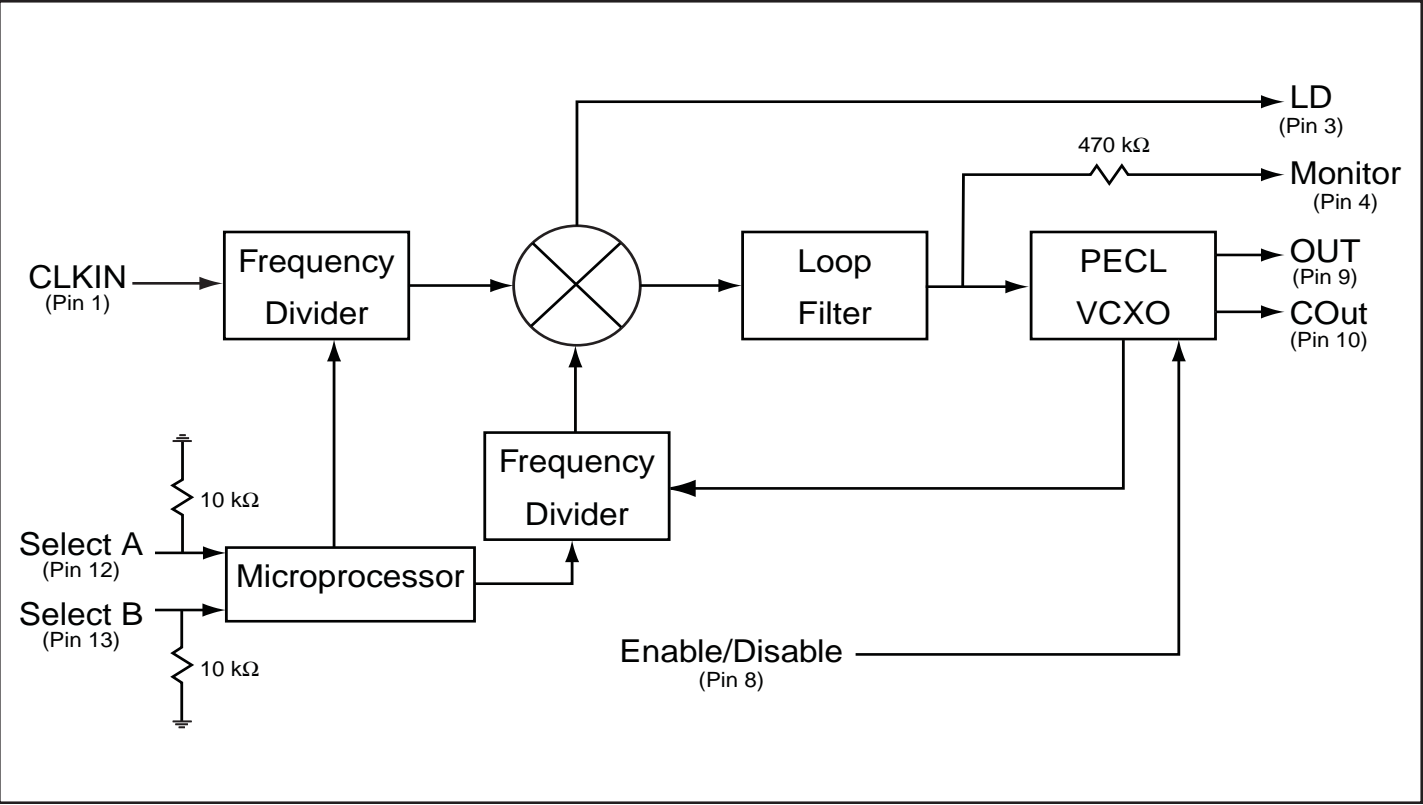 LD
(Pin 3)
470 kΩ
Monitor
(Pin 4)
Frequency
Divider
Loop
Filter
PECL
VCXO
OUT
(Pin 9)
CLKIN
(Pin 1)
COut
(Pin 10)
Frequency
Divider
10 kΩ
Select A
(Pin 12)
Microprocessor
Select B
(Pin 13)
10 kΩ
Enable/Disable
(Pin 8)